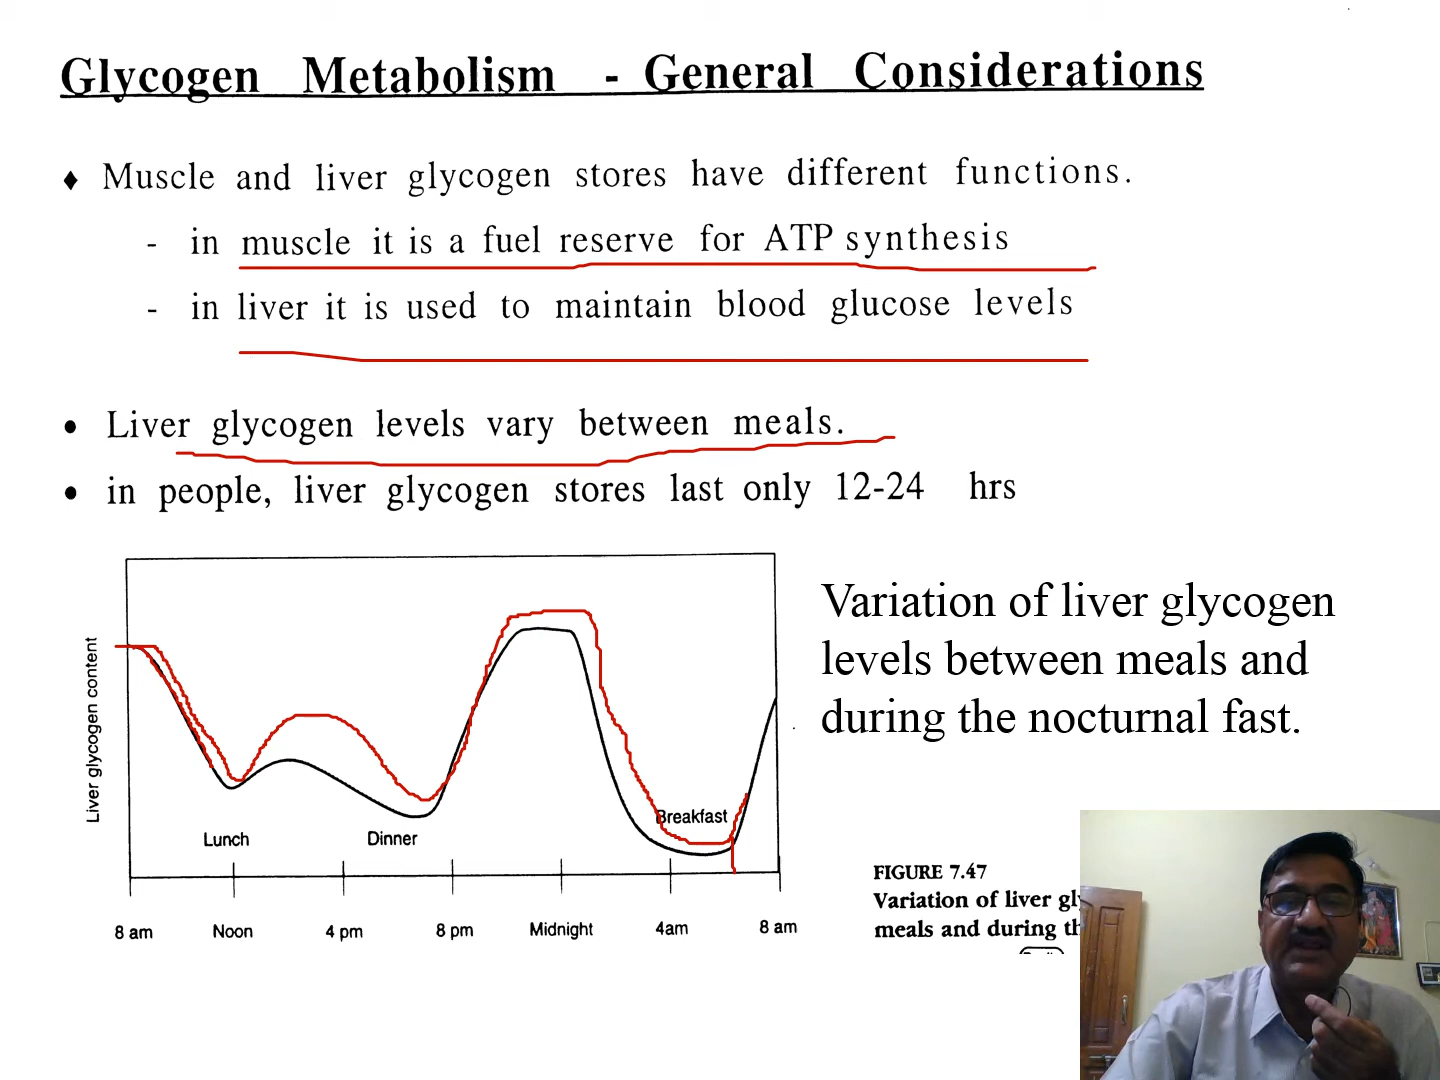 Glycogen Metabolism - General Considerations
♦ Muscle and liver glycogen stores have different functions.
- in muscle it is a fuel reserve for ATP synthesis
- in liver it is used to maintain blood glucose levels
• Liver glycogen levels vary between meals.
• in people, liver glycogen stores last only 12-24 hrs
Liver glycogen content
Lunch
Dinner
Breakfast
8 am
Noon
4 pm
8 pm
Midnight
4am
8 am
Variation of liver glycogen
levels between meals and
during the nocturnal fast.
FIGURE 7.47
Variation of liver
meals and during